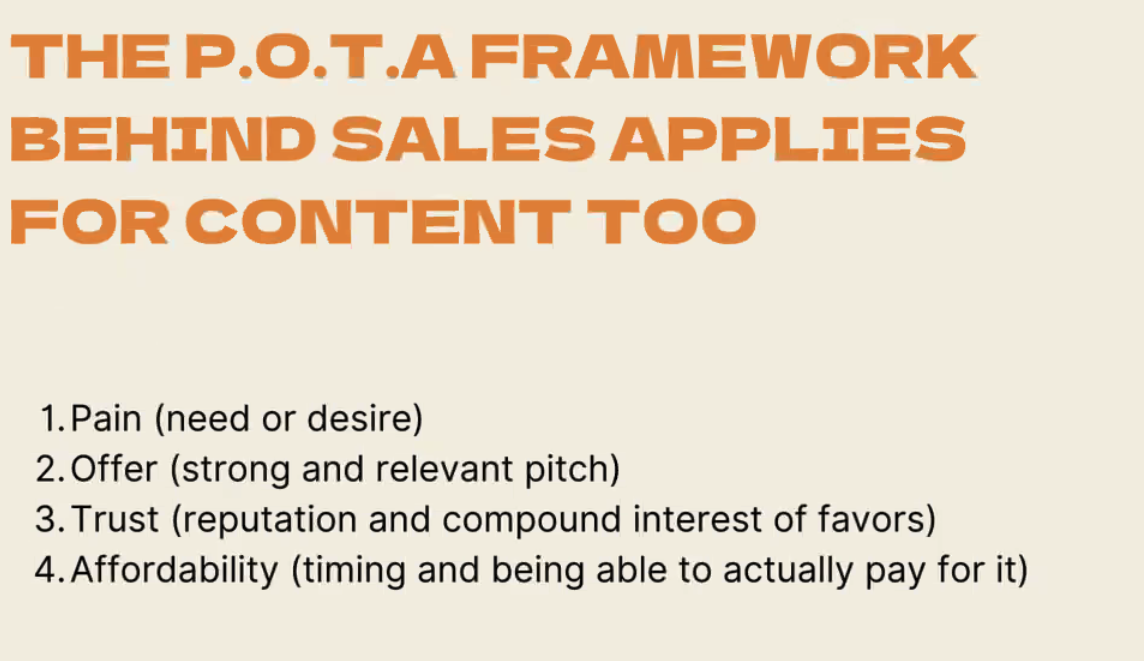 THE P.O.T.A FRAMEWORK
BEHIND SALES APPLIES
FOR CONTENT TOO
1. Pain (need or desire)
2. Offer (strong and relevant pitch)
3. Trust (reputation and compound interest of favors)
4. Affordability (timing and being able to actually pay for it)